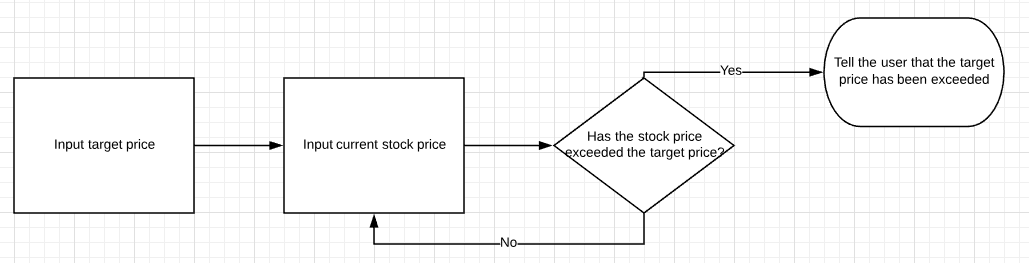 Input target price
Input current stock price
Has the stock price
exceeded the target price?
Yes
Tell the user that the target
price has been exceeded
No